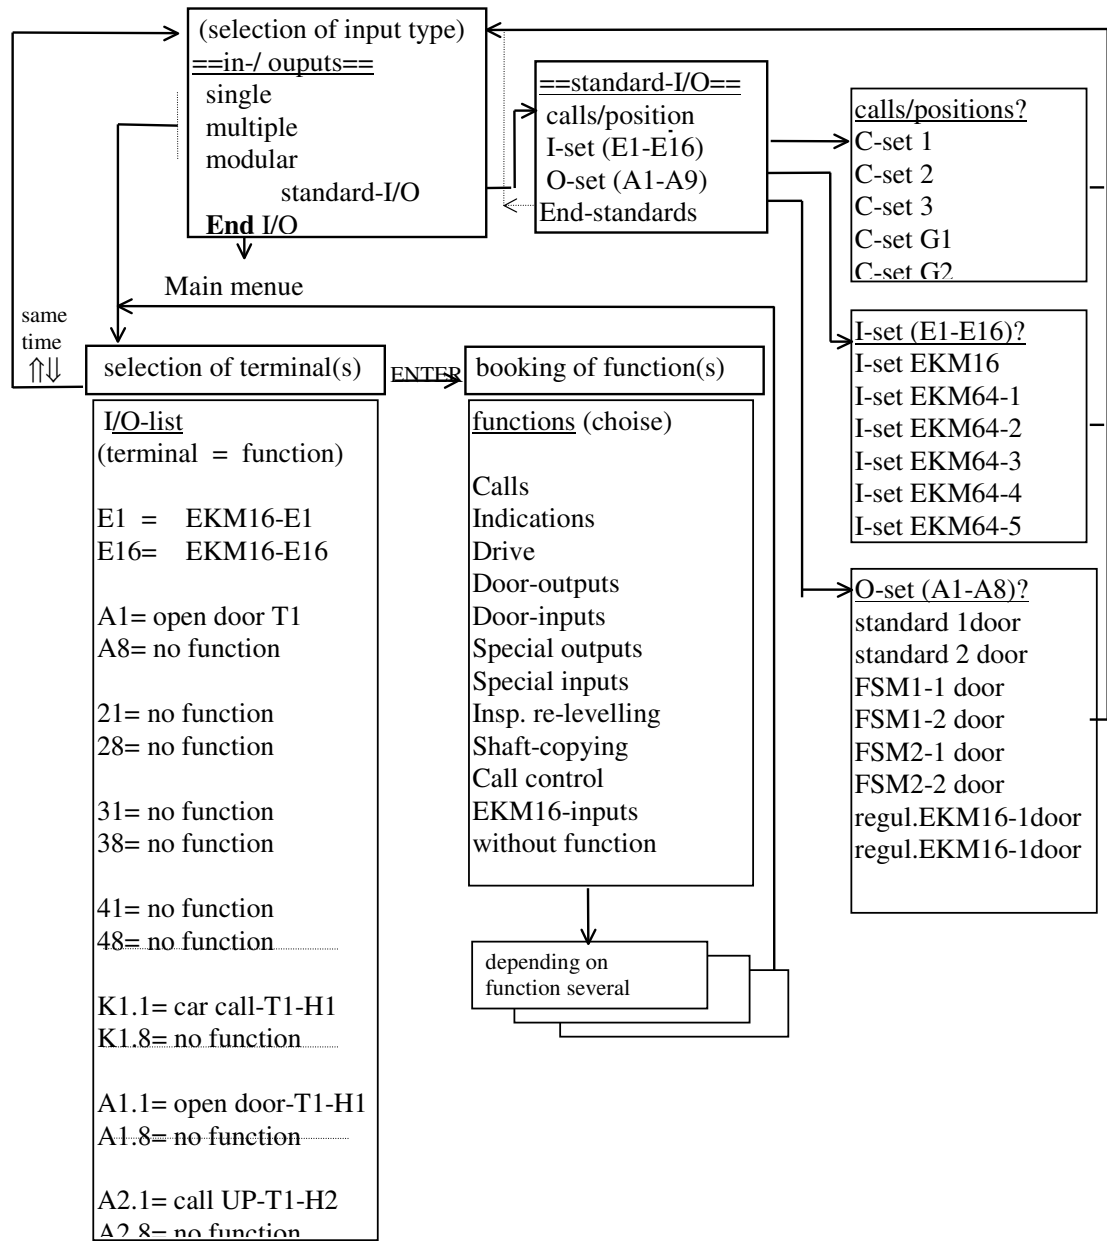 (selection of input type)
==in-/ ouputs==
single
multiple
modular
standard-I/O
End I/O
==standard-I/O==
calls/position
I-set (E1-E16)
O-set (A1-A9)
End-standards
calls/positions?
C-set 1
C-set 2
C-set 3
C-set G1
C-set G2
Main menue
same
time
⇑⇓
selection of terminal(s)
ENTER
booking of function(s)
I-set (E1-E16)?
I-set EKM16
I-set EKM64-1
I-set EKM64-2
I-set EKM64-3
I-set EKM64-4
I-set EKM64-5
I/O-list
(terminal = function)
E1 = EKM16-E1
E16= EKM16-E16
A1= open door T1
A8= no function
21= no function
28= no function
31= no function
38= no function
41= no function
48= no function
K1.1= car call-T1-H1
K1.8= no function
A1.1= open door-T1-H1
A1.8= no function
A2.1= call UP-T1-H2
A2.8= no function
functions (choise)
Calls
Indications
Drive
Door-outputs
Door-inputs
Special outputs
Special inputs
Insp. re-levelling
Shaft-copying
Call control
EKM16-inputs
without function
depending on
function several
O-set (A1-A8)?
standard 1door
standard 2 door
FSM1-1 door
FSM1-2 door
FSM2-1 door
FSM2-2 door
regul.EKM16-1door
regul.EKM16-1door